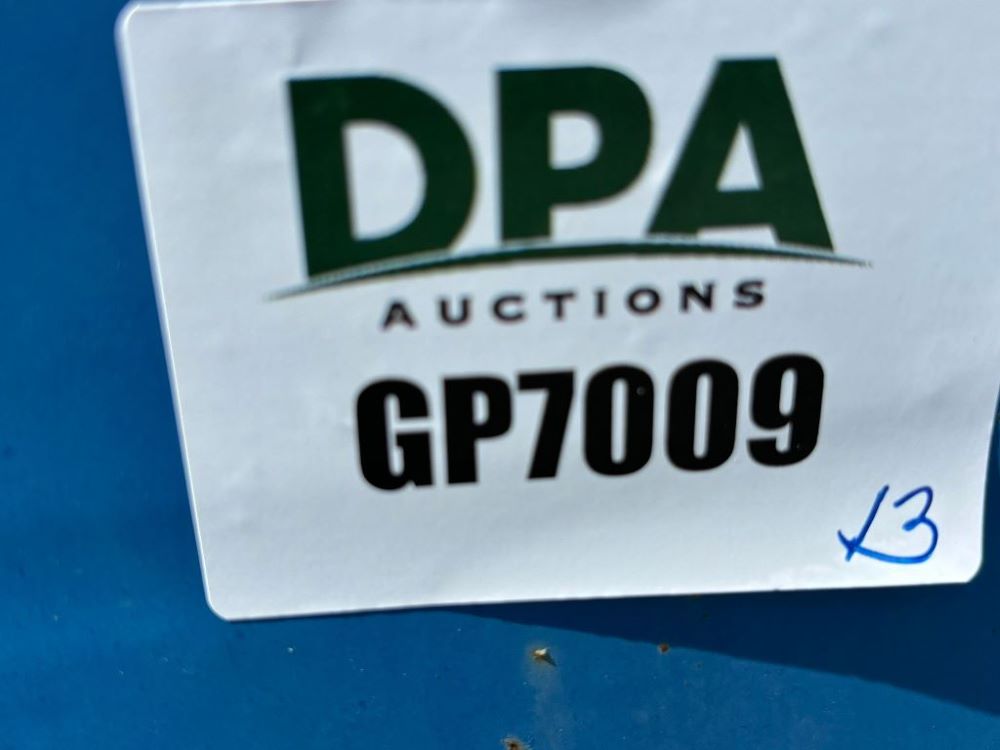 DPA
AUCTIONS
GP7009
x3